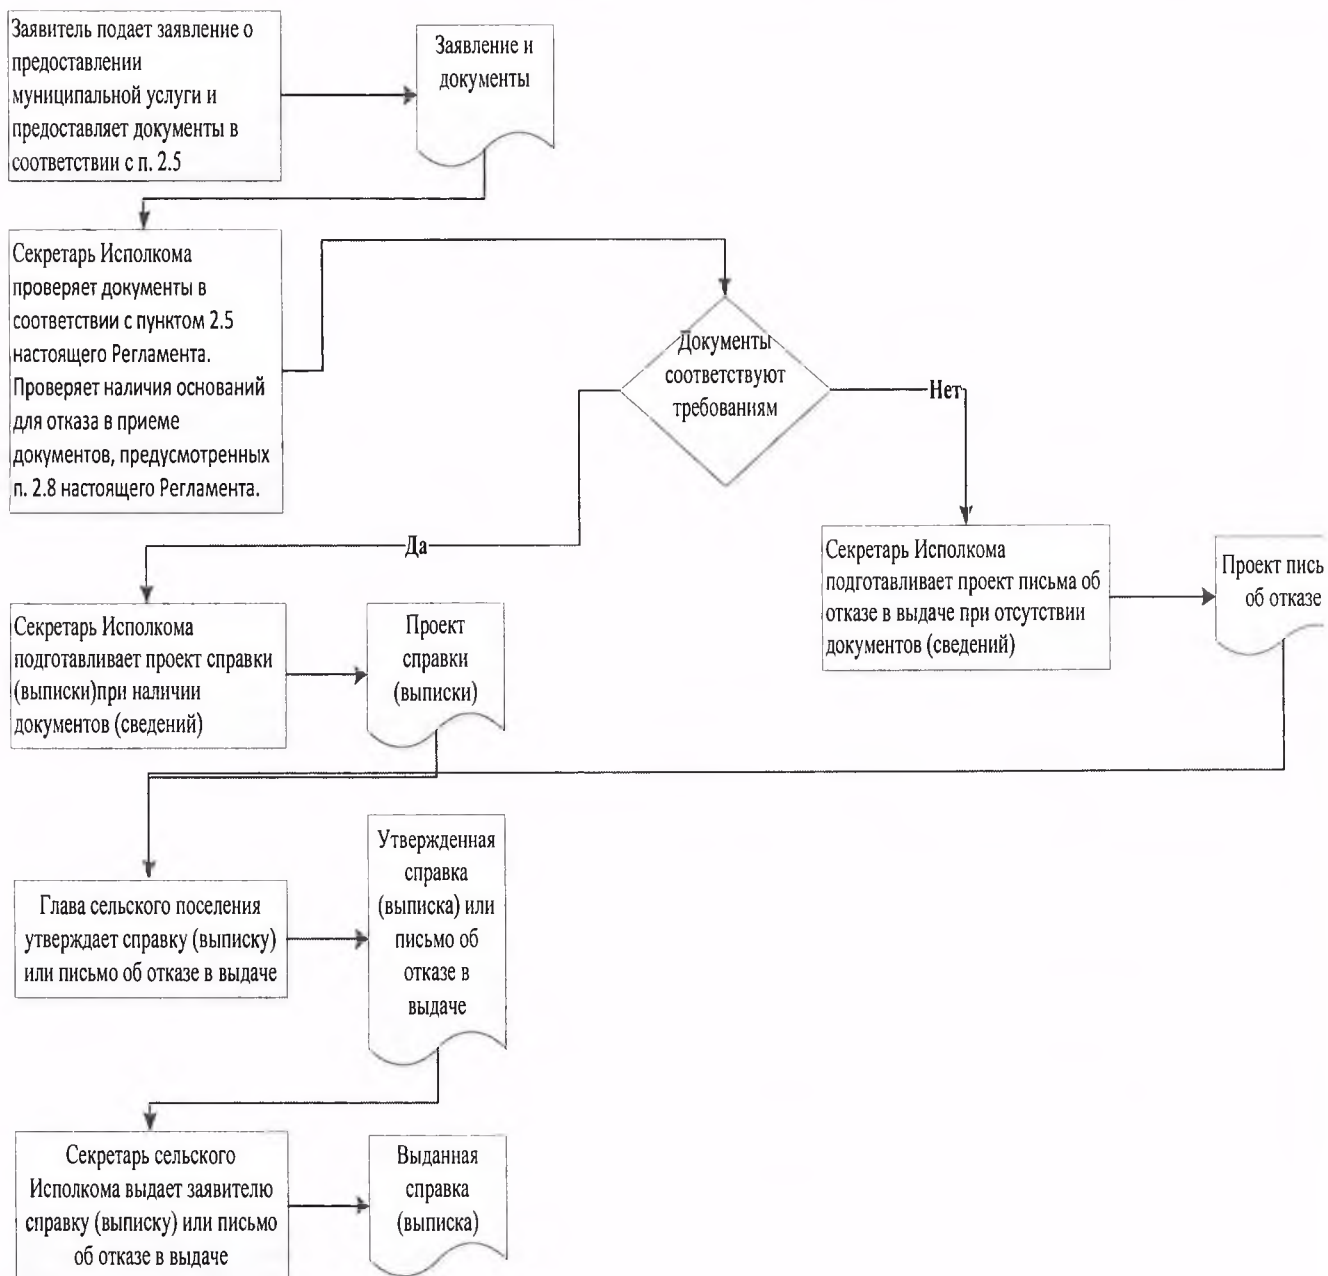 Заявитель подает заявление о
предоставлении
муниципальной услуги и
предоставляет документы в
соответствии с п. 2.5
Заявление и
документы
Секретарь Исполкома
проверяет документы в
соответствии с пунктом 2.5
настоящего Регламента.
Проверяет наличия оснований
для отказа в приеме
документов, предусмотренных
п. 2.8 настоящего Регламента.
Документы
соответствуют
требованиям
Нет
Да
Секретарь Исполкома
подготавливает проект письма об
отказе в выдаче при отсутствии
документов (сведений)
Проект пись
об отказе
Секретарь Исполкома
подготавливает проект справки
(выписки)при наличии
документов (сведений)
Проект
справки
(выписки)
Глава сельского поселения
утверждает справку (выписку)
или письмо об отказе в выдаче
Утвержденная
справка
(выписка) или
письмо об
отказе в
выдаче
Секретарь сельского
Исполкома выдает заявителю
справку (выписку) или письмо
об отказе в выдаче
Выданная
справка
(выписка)